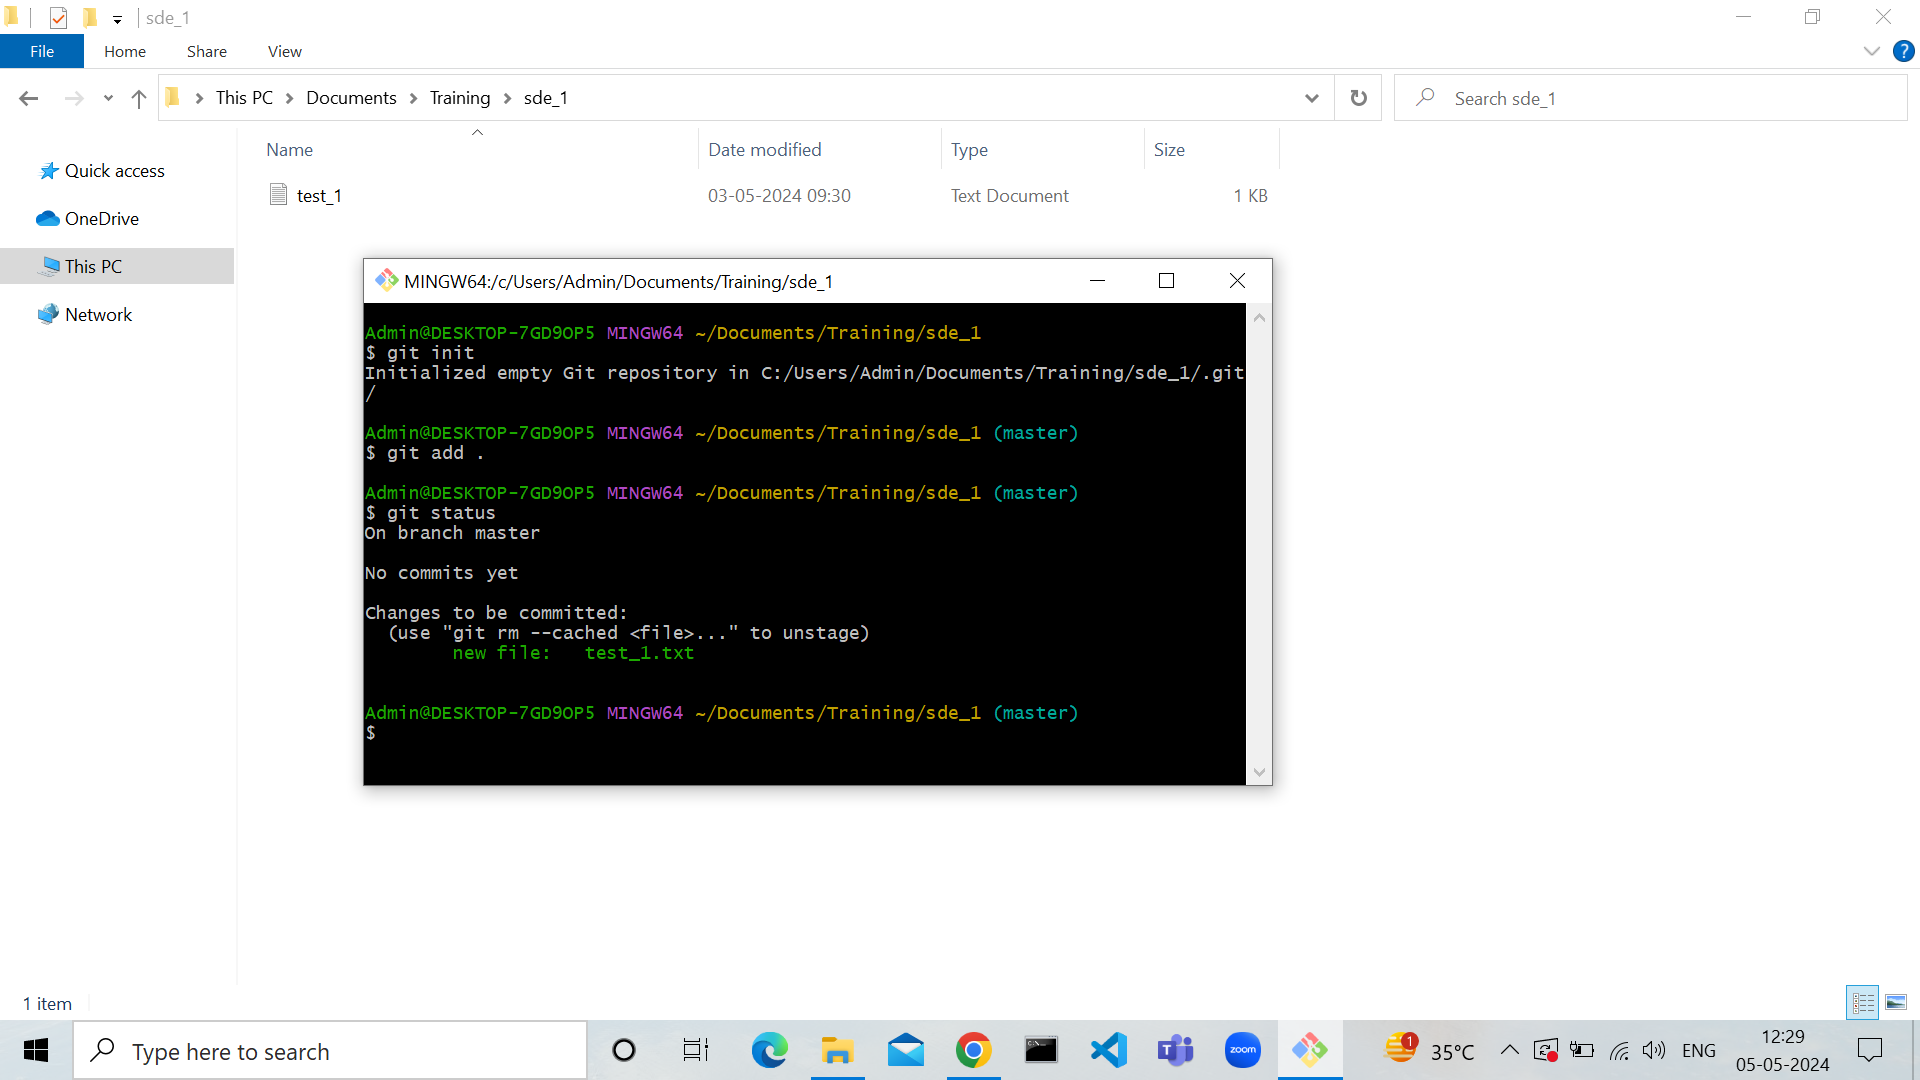 sde_1
File Home Share View
This PC Documents Training sde_1
Search sde_1
Name Date modified Type Size
test_1 03-05-2024 09:30 Text Document 1 KB
Quick access
OneDrive
This PC
Network
MINGW64:/c/Users/Admin/Documents/Training/sde_1
Admin@DESKTOP-7GD9OP5 MINGW64 ~/Documents/Training/sde_1
$ git init
Initialized empty Git repository in C:/Users/Admin/Documents/Training/sde_1/.git
/
Admin@DESKTOP-7GD9OP5 MINGW64 ~/Documents/Training/sde_1 (master)
$ git add .
Admin@DESKTOP-7GD9OP5 MINGW64 ~/Documents/Training/sde_1 (master)
$ git status
On branch master
No commits yet
Changes to be committed:
(use "git rm --cached <file>..." to unstage)
new file: test_1.txt
Admin@DESKTOP-7GD9OP5 MINGW64 ~/Documents/Training/sde_1 (master)
$
1 item
Type here to search
zoom
1
35°C
ENG
12:29
05-05-2024